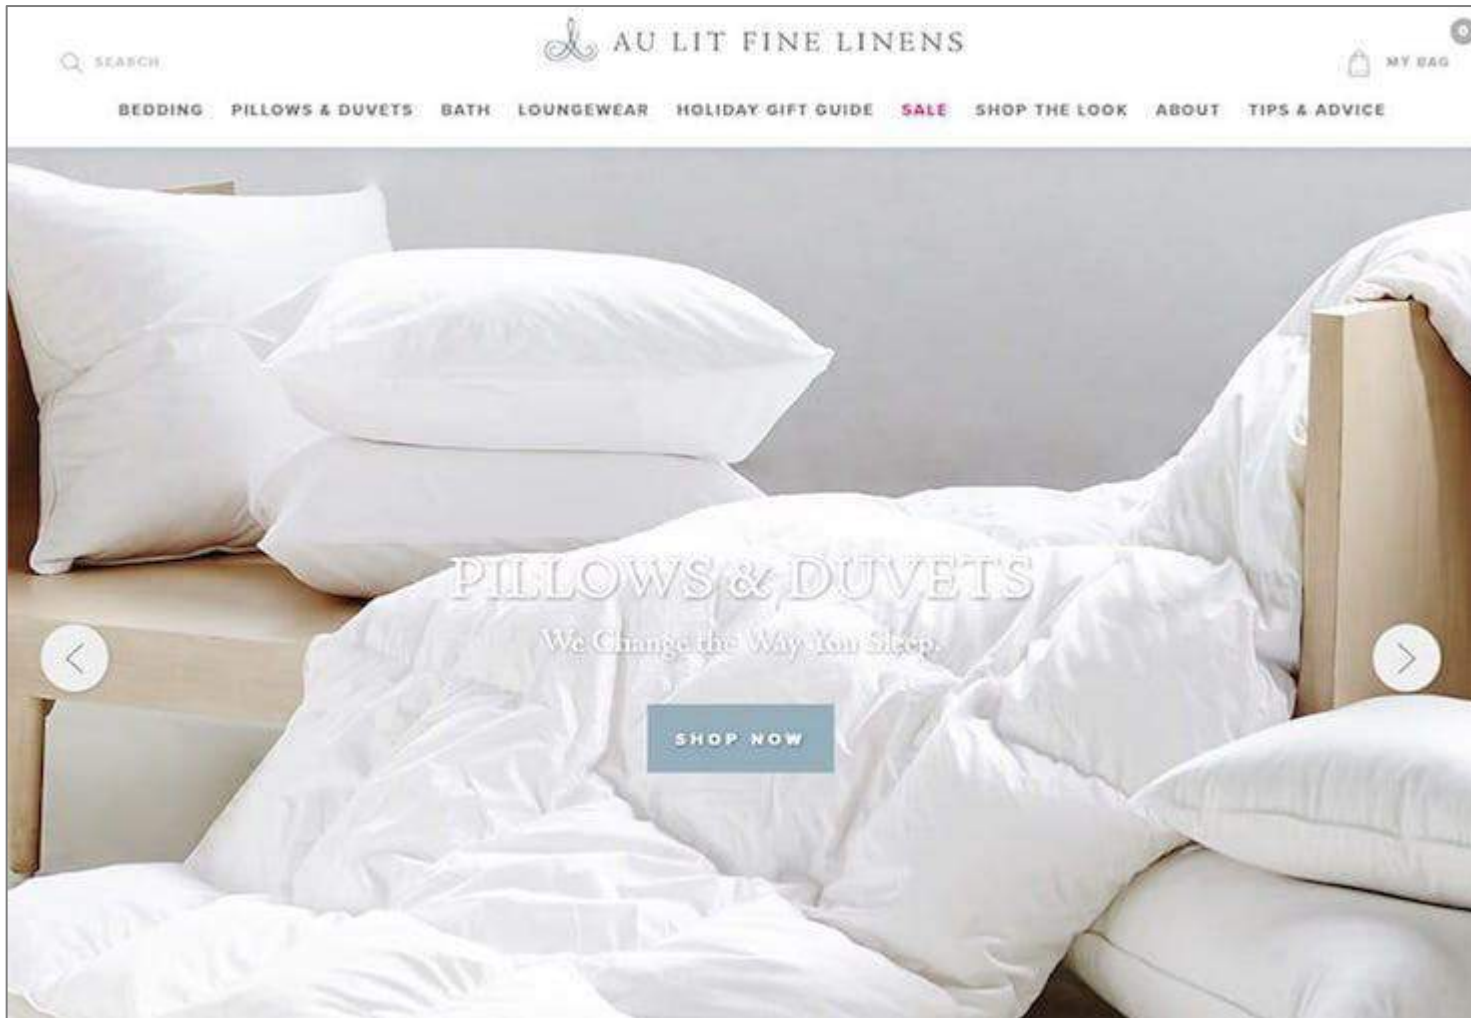 AU LIT FINE LINENS
0
SEARCH
MY BAG
BEDDING PILLOWS & DUVETS BATH LOUNGEWEAR HOLIDAY GIFT GUIDE SALE SHOP THE LOOK ABOUT TIPS & ADVICE
PILLOWS & DUVETS
We Change the Way You Sleep.
SHOP NOW